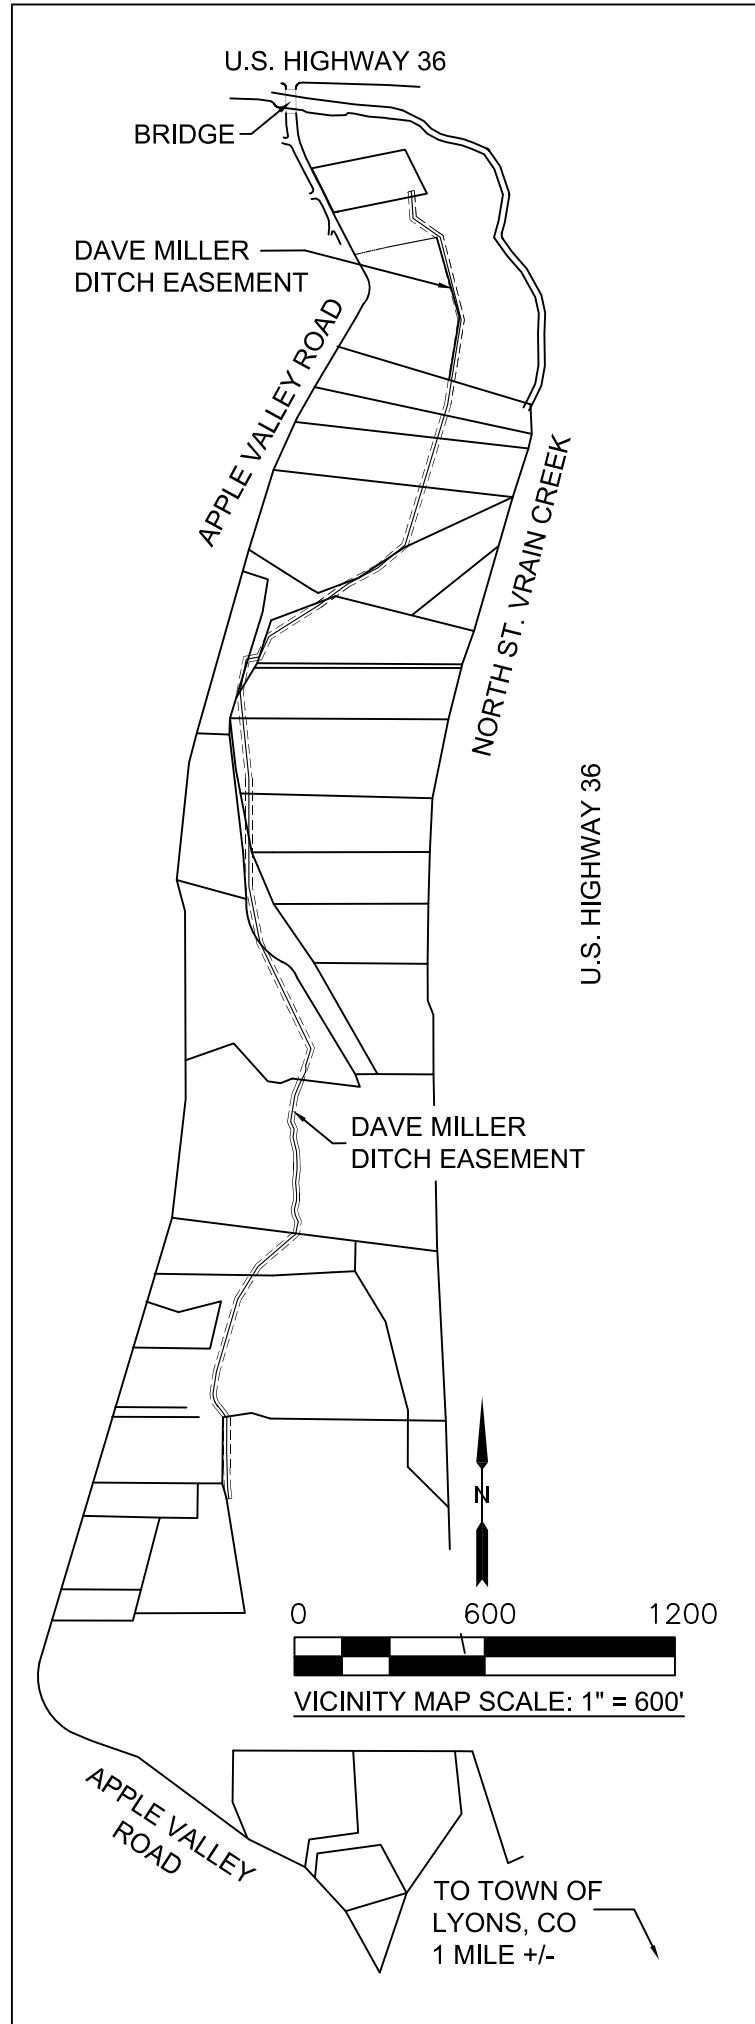 U.S. HIGHWAY 36
BRIDGE
DAVE MILLER
DITCH EASEMENT
APPLE VALLEY ROAD
NORTH ST. VRAIN CREEK
U.S. HIGHWAY 36
DAVE MILLER
DITCH EASEMENT
N
0 600 1200
VICINITY MAP SCALE: 1" = 600'
APPLE VALLEY
ROAD
TO TOWN OF
LYONS, CO
1 MILE +/-